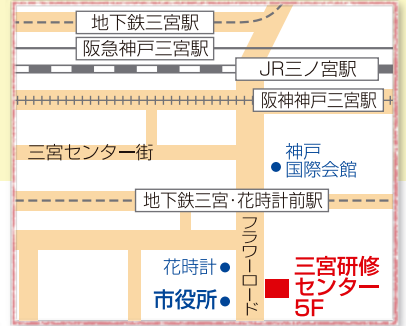 地下鉄三宮駅
阪急神戸三宮駅
JR三ノ宮駅
阪神神戸三宮駅
三宮センター街
神戸
国際会館
地下鉄三宮・花時計前駅
フラワーロード
花時計
市役所
三宮研修
センター
5F